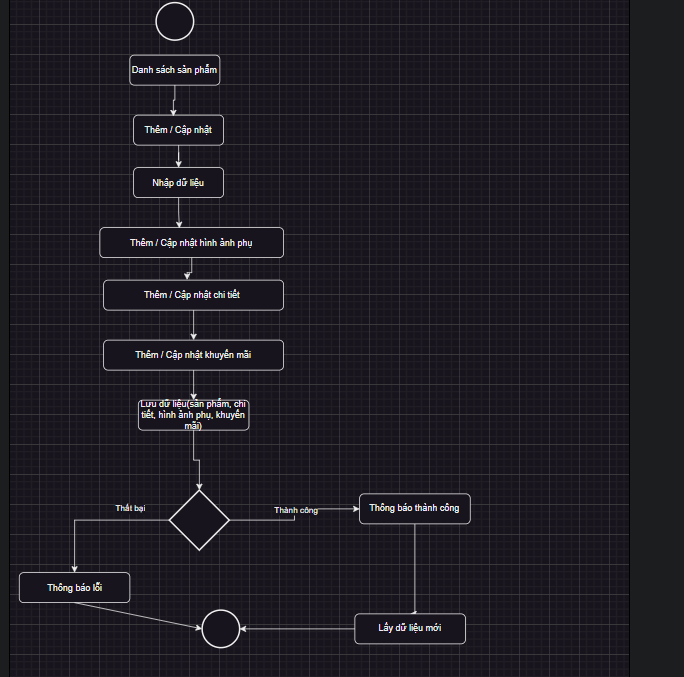 Danh sách sản phẩm
Thêm / Cập nhật
Nhập dữ liệu
Thêm / Cập nhật hình ảnh phụ
Thêm / Cập nhật chi tiết
Thêm / Cập nhật khuyến mãi
Lưu dữ liệu(sản phẩm, chi
tiết, hình ảnh phụ, khuyến
mãi)
Thất bại
Thành công
Thông báo thành công
Thông báo lỗi
Lấy dữ liệu mới